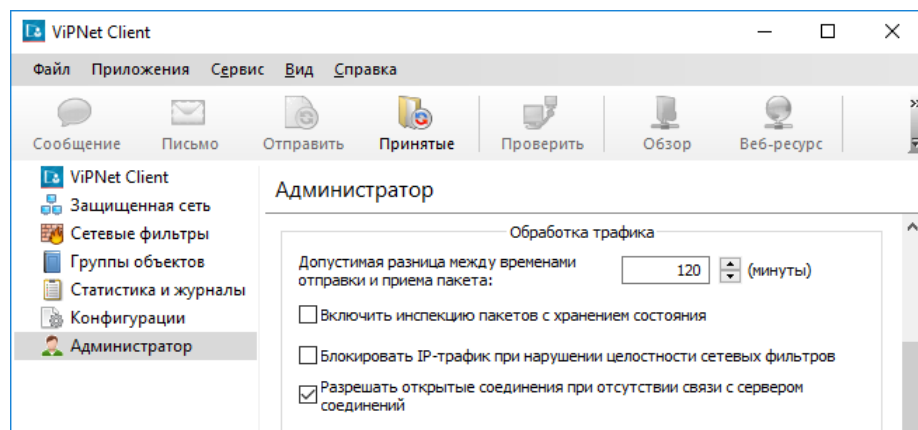 ViPNet Client
Файл Приложения Сервис Вид Справка
Сообщение Письмо Отправить Принятые Проверить Обзор Веб-ресурс
ViPNet Client
Защищенная сеть
Сетевые фильтры
Группы объектов
Статистика и журналы
Конфигурации
Администратор
Администратор
Обработка трафика
Допустимая разница между временами
отправки и приема пакета:
120 (минуты)
Включить инспекцию пакетов с хранением состояния
Блокировать IP-трафик при нарушении целостности сетевых фильтров
Разрешать открытые соединения при отсутствии связи с сервером
соединений